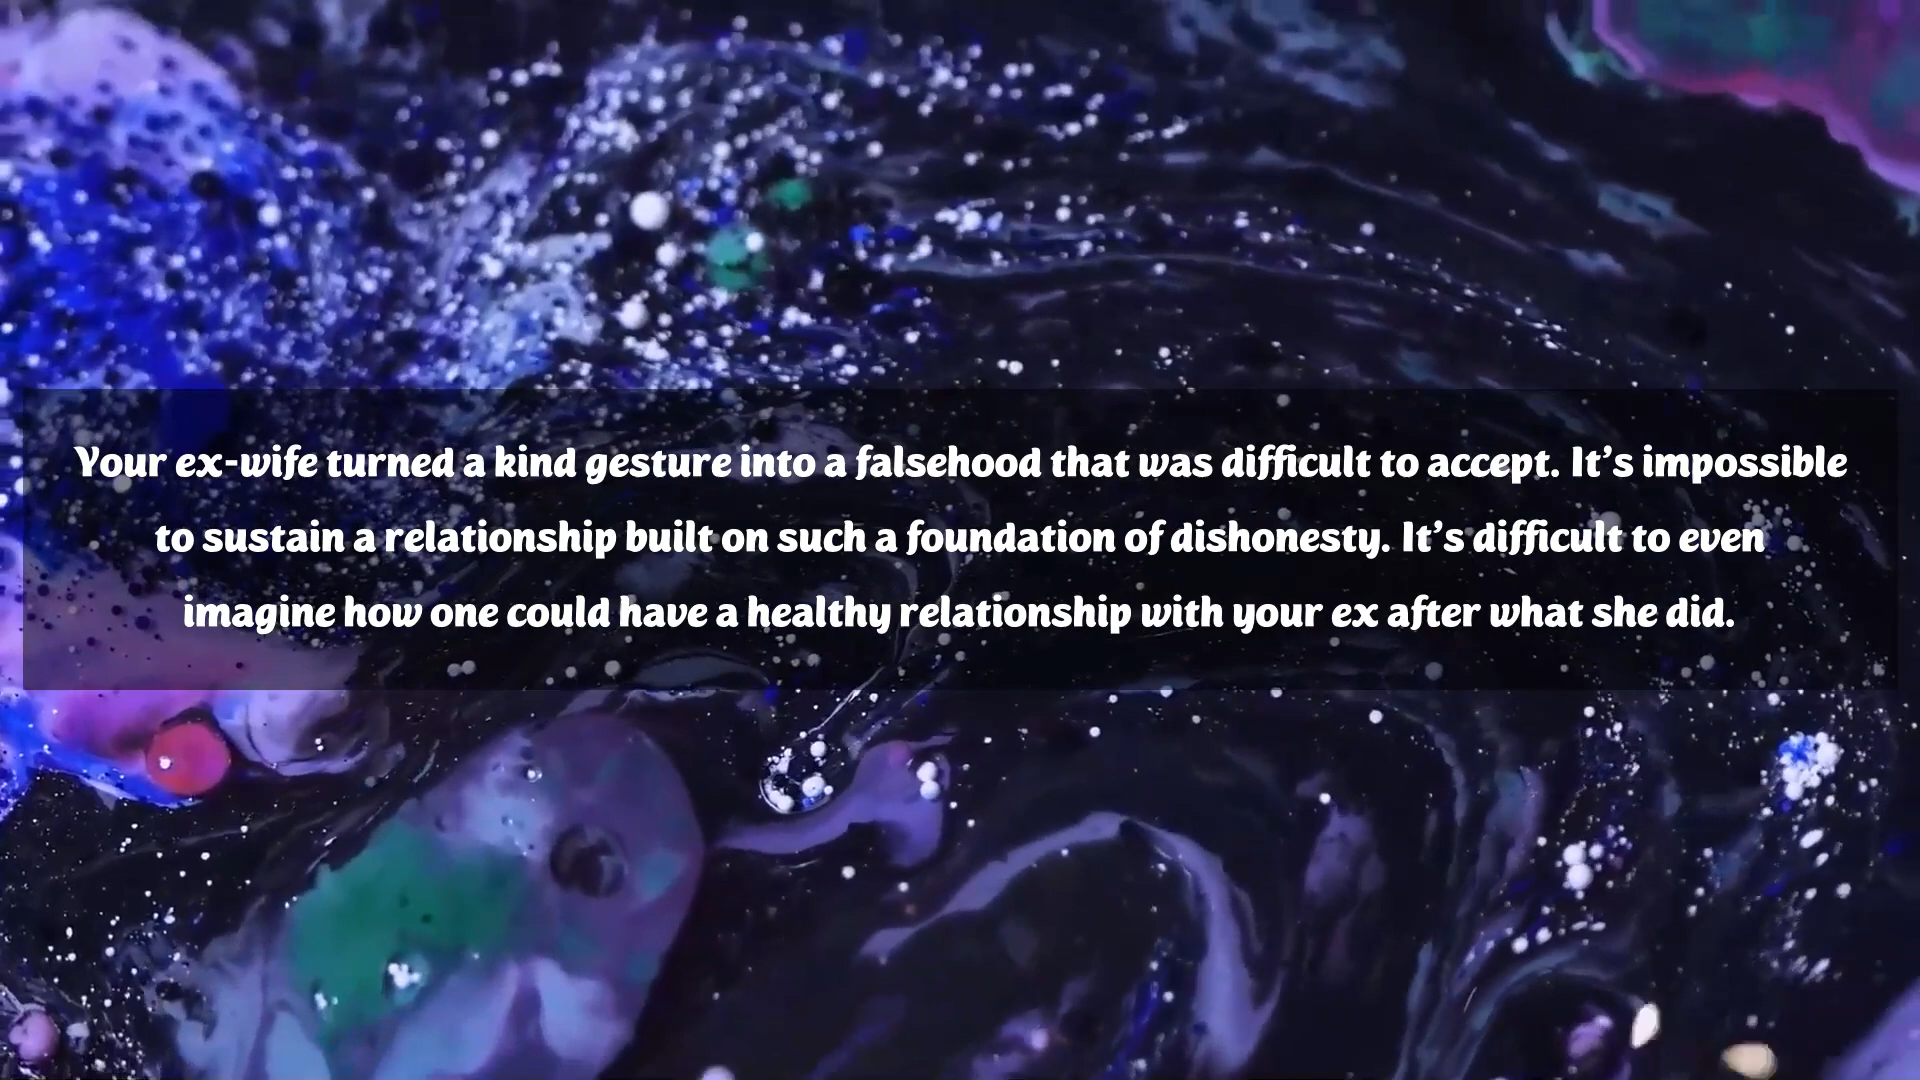 Your ex-wife turned a kind gesture into a falsehood that was difficult to accept. It’s impossible
to sustain a relationship built on such a foundation of dishonesty. It’s difficult to even
imagine how one could have a healthy relationship with your ex after what she did.